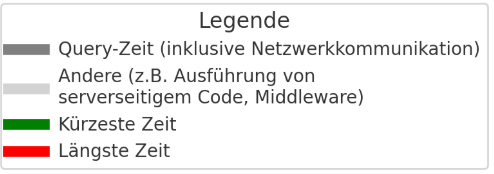 Legende
Query-Zeit (inklusive Netzwerkkommunikation)
Andere (z.B. Ausführung von
serverseitigem Code, Middleware)
Kürzeste Zeit
Längste Zeit